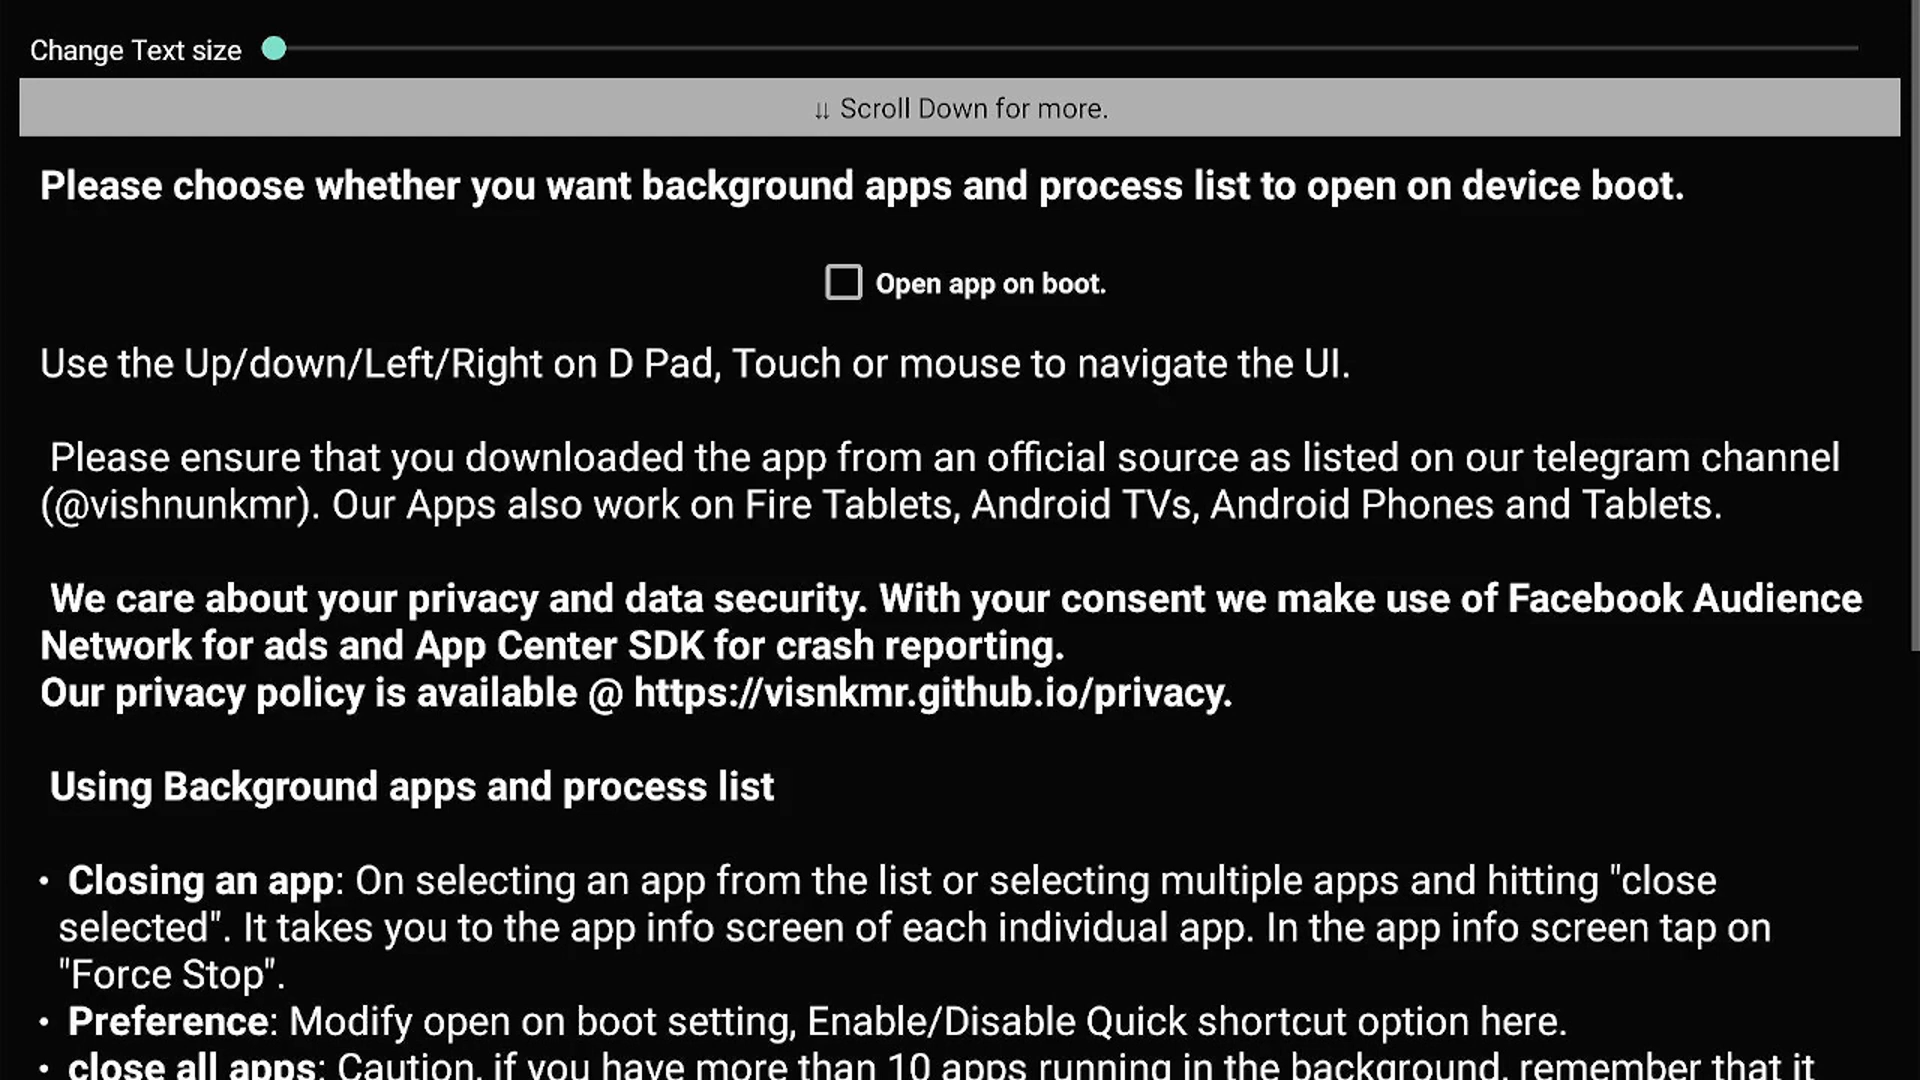 Change Text size
↓↓ Scroll Down for more.
Please choose whether you want background apps and process list to open on device boot.
Open app on boot.
Use the Up/down/Left/Right on D Pad, Touch or mouse to navigate the UI.
Please ensure that you downloaded the app from an official source as listed on our telegram channel
(@vishnunkmr). Our Apps also work on Fire Tablets, Android TVs, Android Phones and Tablets.
We care about your privacy and data security. With your consent we make use of Facebook Audience
Network for ads and App Center SDK for crash reporting.
Our privacy policy is available @ https://visnkmr.github.io/privacy.
Using Background apps and process list
• Closing an app: On selecting an app from the list or selecting multiple apps and hitting "close
selected". It takes you to the app info screen of each individual app. In the app info screen tap on
"Force Stop".
• Preference: Modify open on boot setting, Enable/Disable Quick shortcut option here.
• close all apps: Caution, if you have more than 10 apps running in the background, remember that it